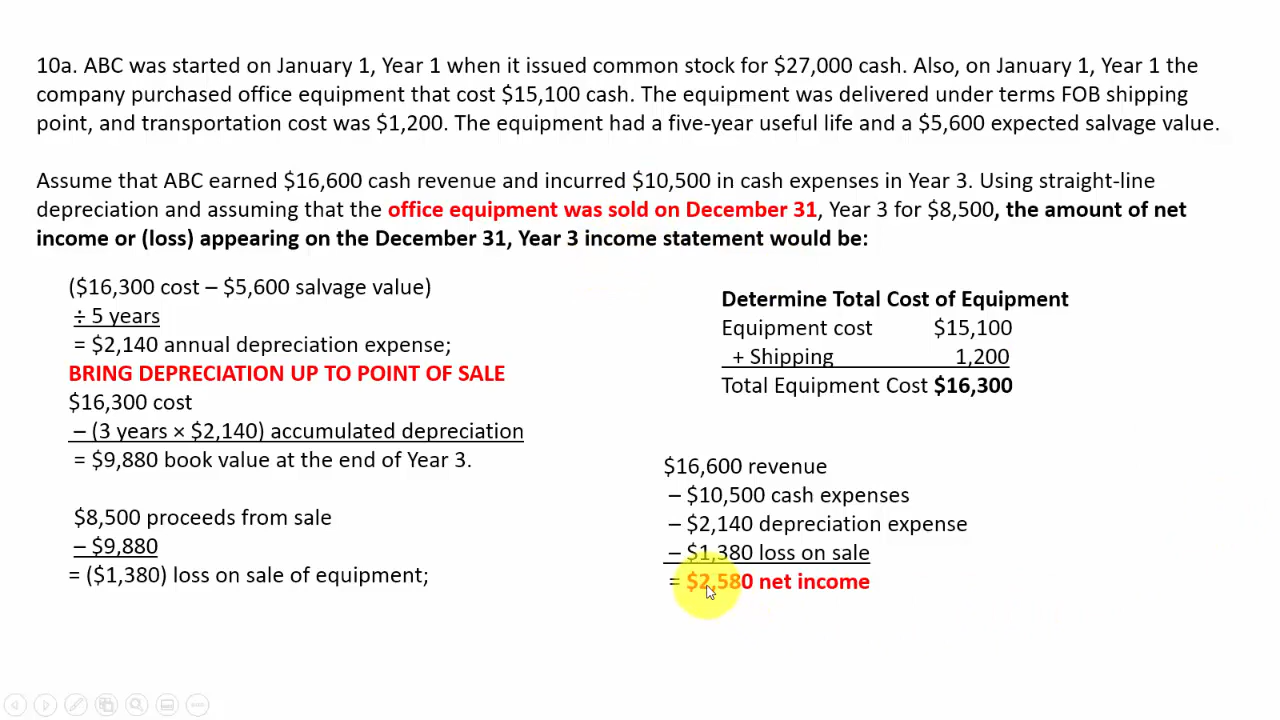 10a. ABC was started on January 1, Year 1 when it issued common stock for $27,000 cash. Also, on January 1, Year 1 the
company purchased office equipment that cost $15,100 cash. The equipment was delivered under terms FOB shipping
point, and transportation cost was $1,200. The equipment had a five-year useful life and a $5,600 expected salvage value.
Assume that ABC earned $16,600 cash revenue and incurred $10,500 in cash expenses in Year 3. Using straight-line
depreciation and assuming that the office equipment was sold on December 31, Year 3 for $8,500, the amount of net
income or (loss) appearing on the December 31, Year 3 income statement would be:
($16,300 cost – $5,600 salvage value)
÷ 5 years
= $2,140 annual depreciation expense;
BRING DEPRECIATION UP TO POINT OF SALE
$16,300 cost
– (3 years × $2,140) accumulated depreciation
= $9,880 book value at the end of Year 3.
$8,500 proceeds from sale
– $9,880
= ($1,380) loss on sale of equipment;
Determine Total Cost of Equipment
Equipment cost $15,100
+ Shipping 1,200
Total Equipment Cost $16,300
$16,600 revenue
– $10,500 cash expenses
– $2,140 depreciation expense
– $1,380 loss on sale
= $2,580 net income